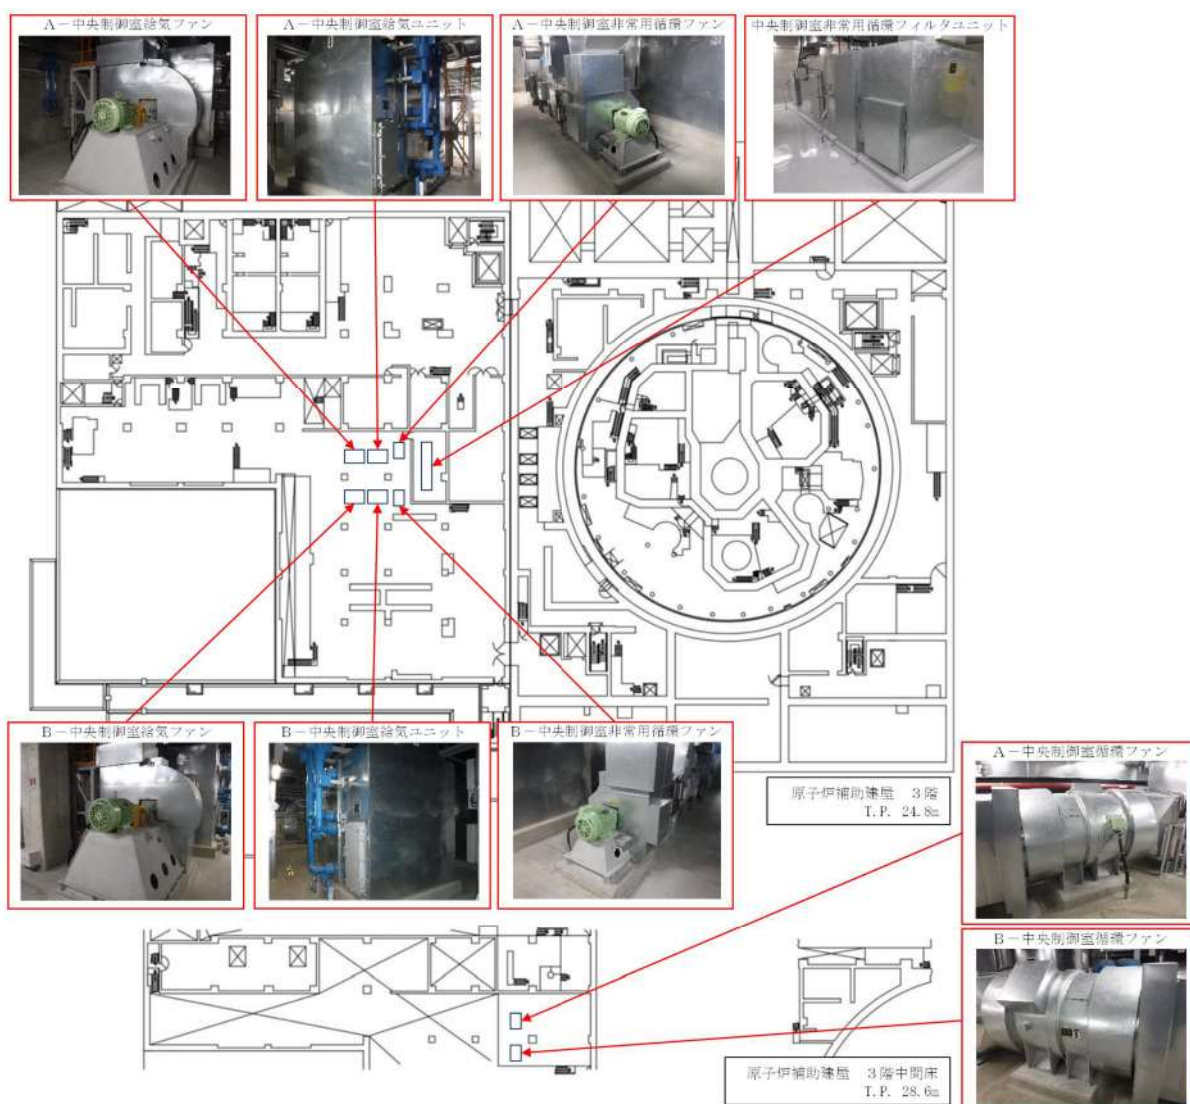 A－中央制御室給気ファン
A－中央制御室給気ユニット
A－中央制御室非常用循環ファン
中央制御室非常用循環フィルタユニット
B－中央制御室給気ファン
B－中央制御室給気ユニット
B－中央制御室非常用循環ファン
原子炉補助建屋　3階
T.P. 24.8m
A－中央制御室循環ファン
B－中央制御室循環ファン
原子炉補助建屋　3階中間床
T.P. 28.6m